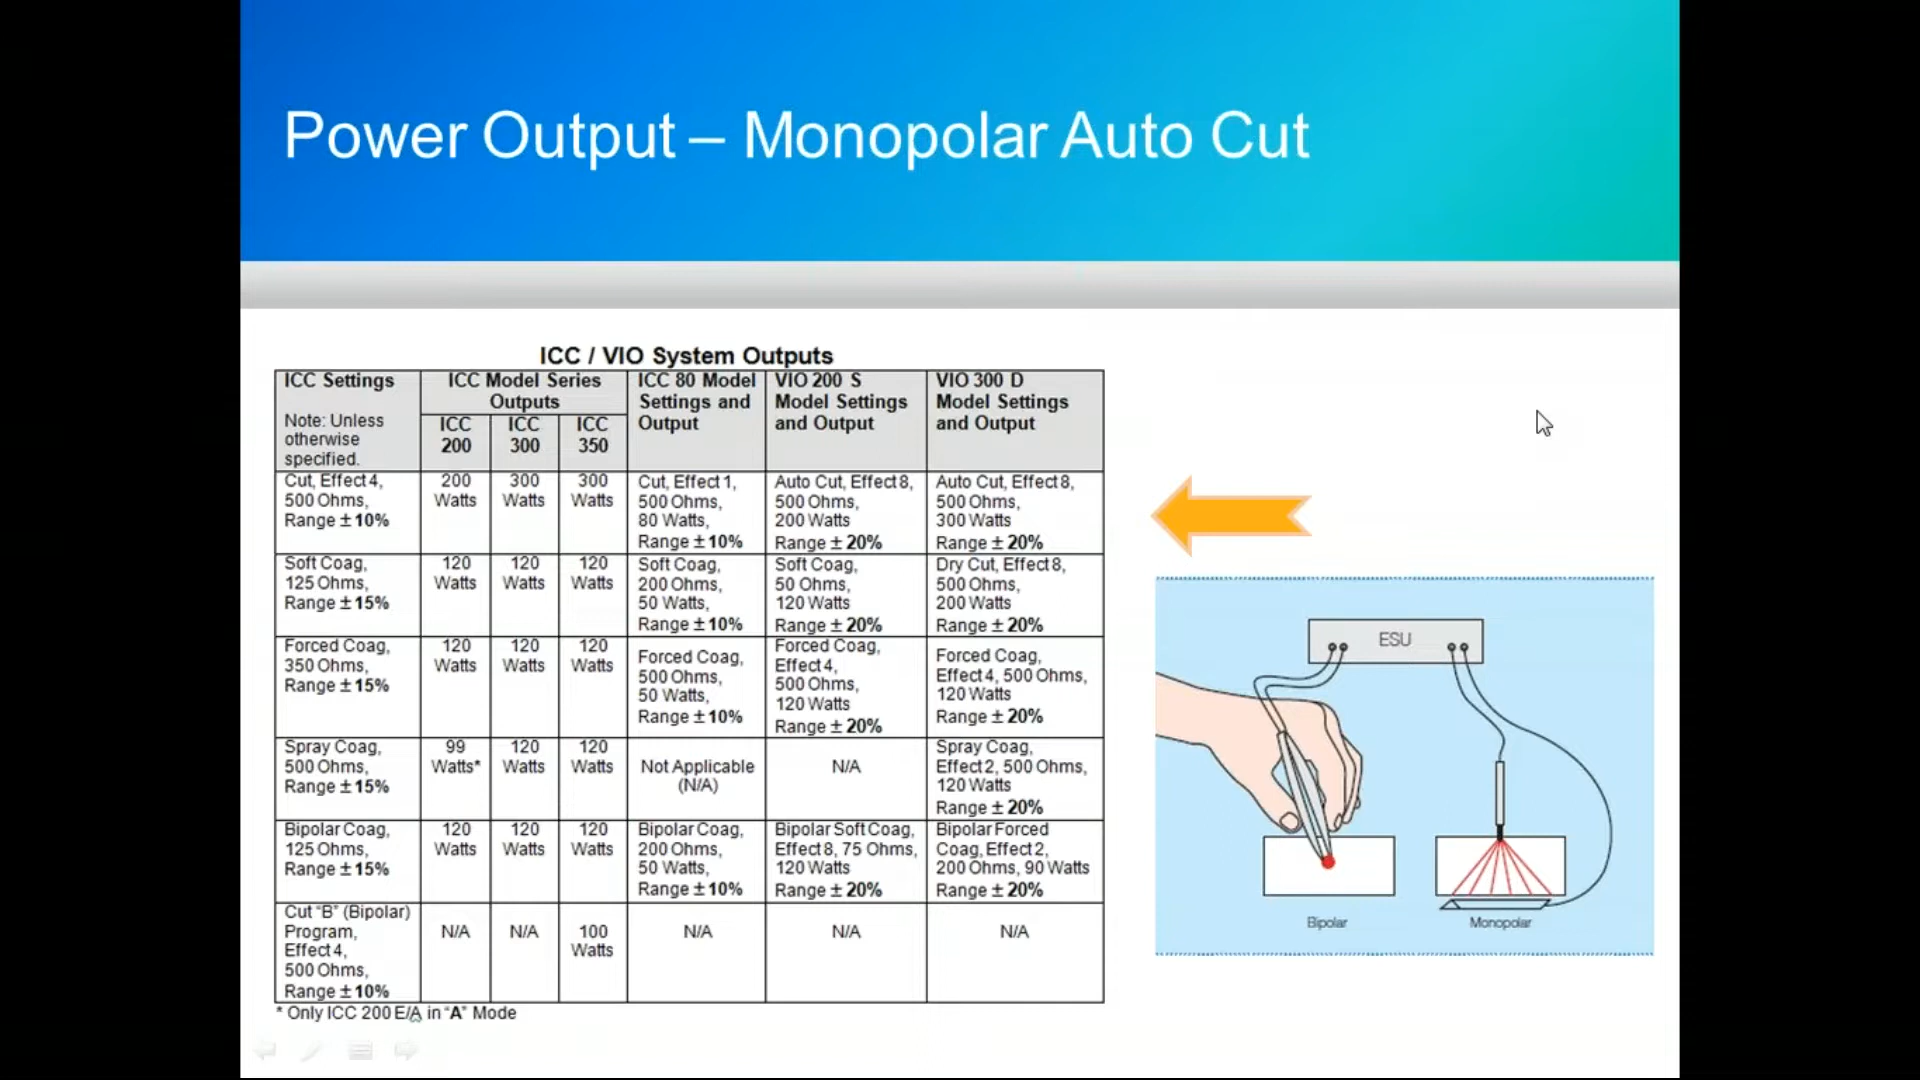 Power Output – Monopolar Auto Cut
ICC / VIO System Outputs
ICC Settings
Note: Unless
otherwise
specified.
ICC Model Series
Outputs
ICC
200
ICC
300
ICC
350
ICC 80 Model
Settings and
Output
VIO 200 S
Model Settings
and Output
VIO 300 D
Model Settings
and Output
Cut, Effect 4,
500 Ohms,
Range ± 10%
200
Watts
300
Watts
300
Watts
Cut, Effect 1,
500 Ohms,
80 Watts,
Range ± 10%
Auto Cut, Effect 8,
500 Ohms,
200 Watts
Range ± 20%
Auto Cut, Effect 8,
500 Ohms,
300 Watts
Range ± 20%
Soft Coag,
125 Ohms,
Range ± 15%
120
Watts
120
Watts
120
Watts
Soft Coag,
200 Ohms,
50 Watts,
Range ± 10%
Soft Coag,
50 Ohms,
120 Watts
Range ± 20%
Dry Cut, Effect 8,
500 Ohms,
200 Watts
Range ± 20%
Forced Coag,
350 Ohms,
Range ± 15%
120
Watts
120
Watts
120
Watts
Forced Coag,
500 Ohms,
50 Watts,
Range ± 10%
Forced Coag,
Effect 4,
500 Ohms,
120 Watts
Range ± 20%
Forced Coag,
Effect 4, 500 Ohms,
120 Watts
Range ± 20%
Spray Coag,
500 Ohms,
Range ± 15%
99
Watts*
120
Watts
120
Watts
Not Applicable
(N/A)
N/A
Spray Coag,
Effect 2, 500 Ohms,
120 Watts
Range ± 20%
Bipolar Coag,
125 Ohms,
Range ± 15%
120
Watts
120
Watts
120
Watts
Bipolar Coag,
200 Ohms,
50 Watts,
Range ± 10%
Bipolar Soft Coag,
Effect 8, 75 Ohms,
120 Watts
Range ± 20%
Bipolar Forced
Coag, Effect 2,
200 Ohms, 90 Watts
Range ± 20%
Cut “B” (Bipolar)
Program,
Effect 4,
500 Ohms,
Range ± 10%
N/A
N/A
100
Watts
N/A
N/A
N/A
* Only ICC 200 E/A in “A” Mode
ESU
Bipolar
Monopolar